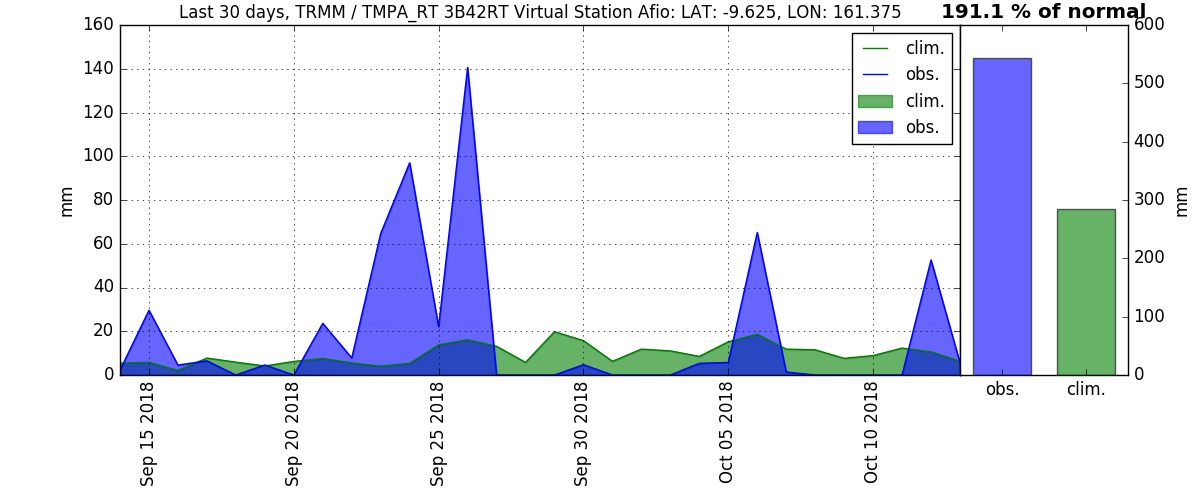 Last 30 days, TRMM / TMPA_RT 3B42RT Virtual Station Afio: LAT: -9.625, LON: 161.375
191.1 % of normal
160
140
120
100
80
60
40
20
0
mm
clim.
obs.
clim.
obs.
600
500
400
300
200
100
0
mm
Sep 15 2018
Sep 20 2018
Sep 25 2018
Sep 30 2018
Oct 05 2018
Oct 10 2018
obs.
clim.